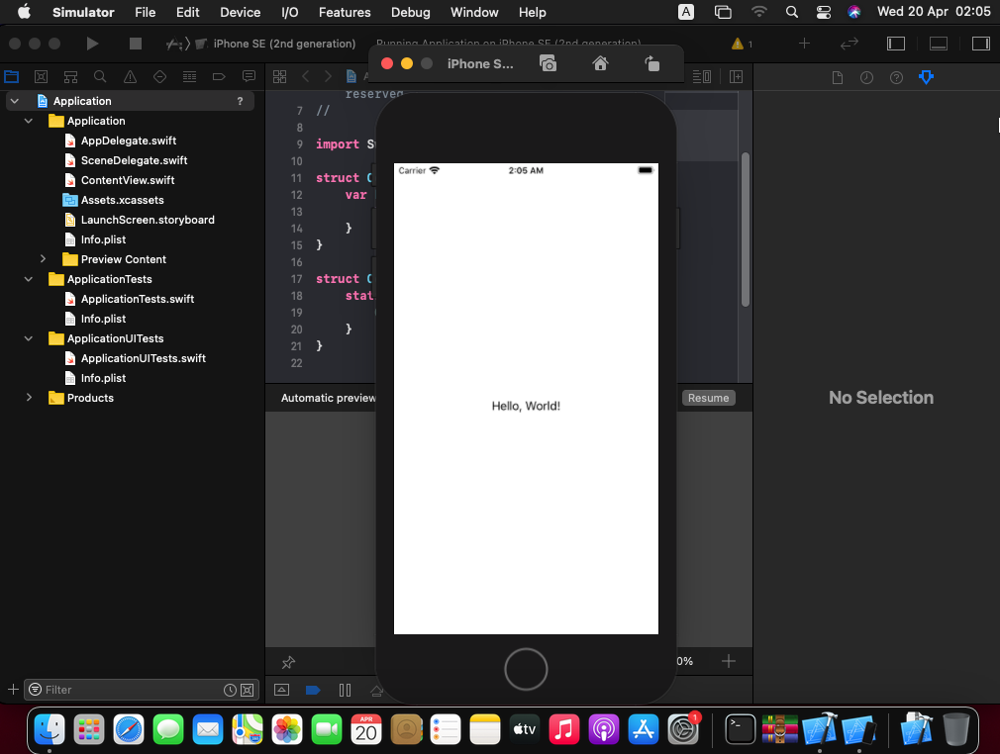 Simulator File Edit Device I/O Features Debug Window Help A Wed 20 Apr 02:05
iPhone SE (2nd generation) Running Application on iPhone SE (2nd generation) 1
iPhone S...
Application ?
Application
AppDelegate.swift
SceneDelegate.swift
ContentView.swift
Assets.xcassets
LaunchScreen.storyboard
Info.plist
Preview Content
ApplicationTests
ApplicationTests.swift
Info.plist
ApplicationUITests
ApplicationUITests.swift
Info.plist
Products
Filter
reserved
7 //
8
9 import S
10
11 struct C
12 var
13
14 }
15 }
16
17 struct C
18 stat
19
20 }
21 }
22
Automatic preview
Resume
0%
Carrier 2:05 AM
Hello, World!
No Selection
APR
20
tv
1
>_